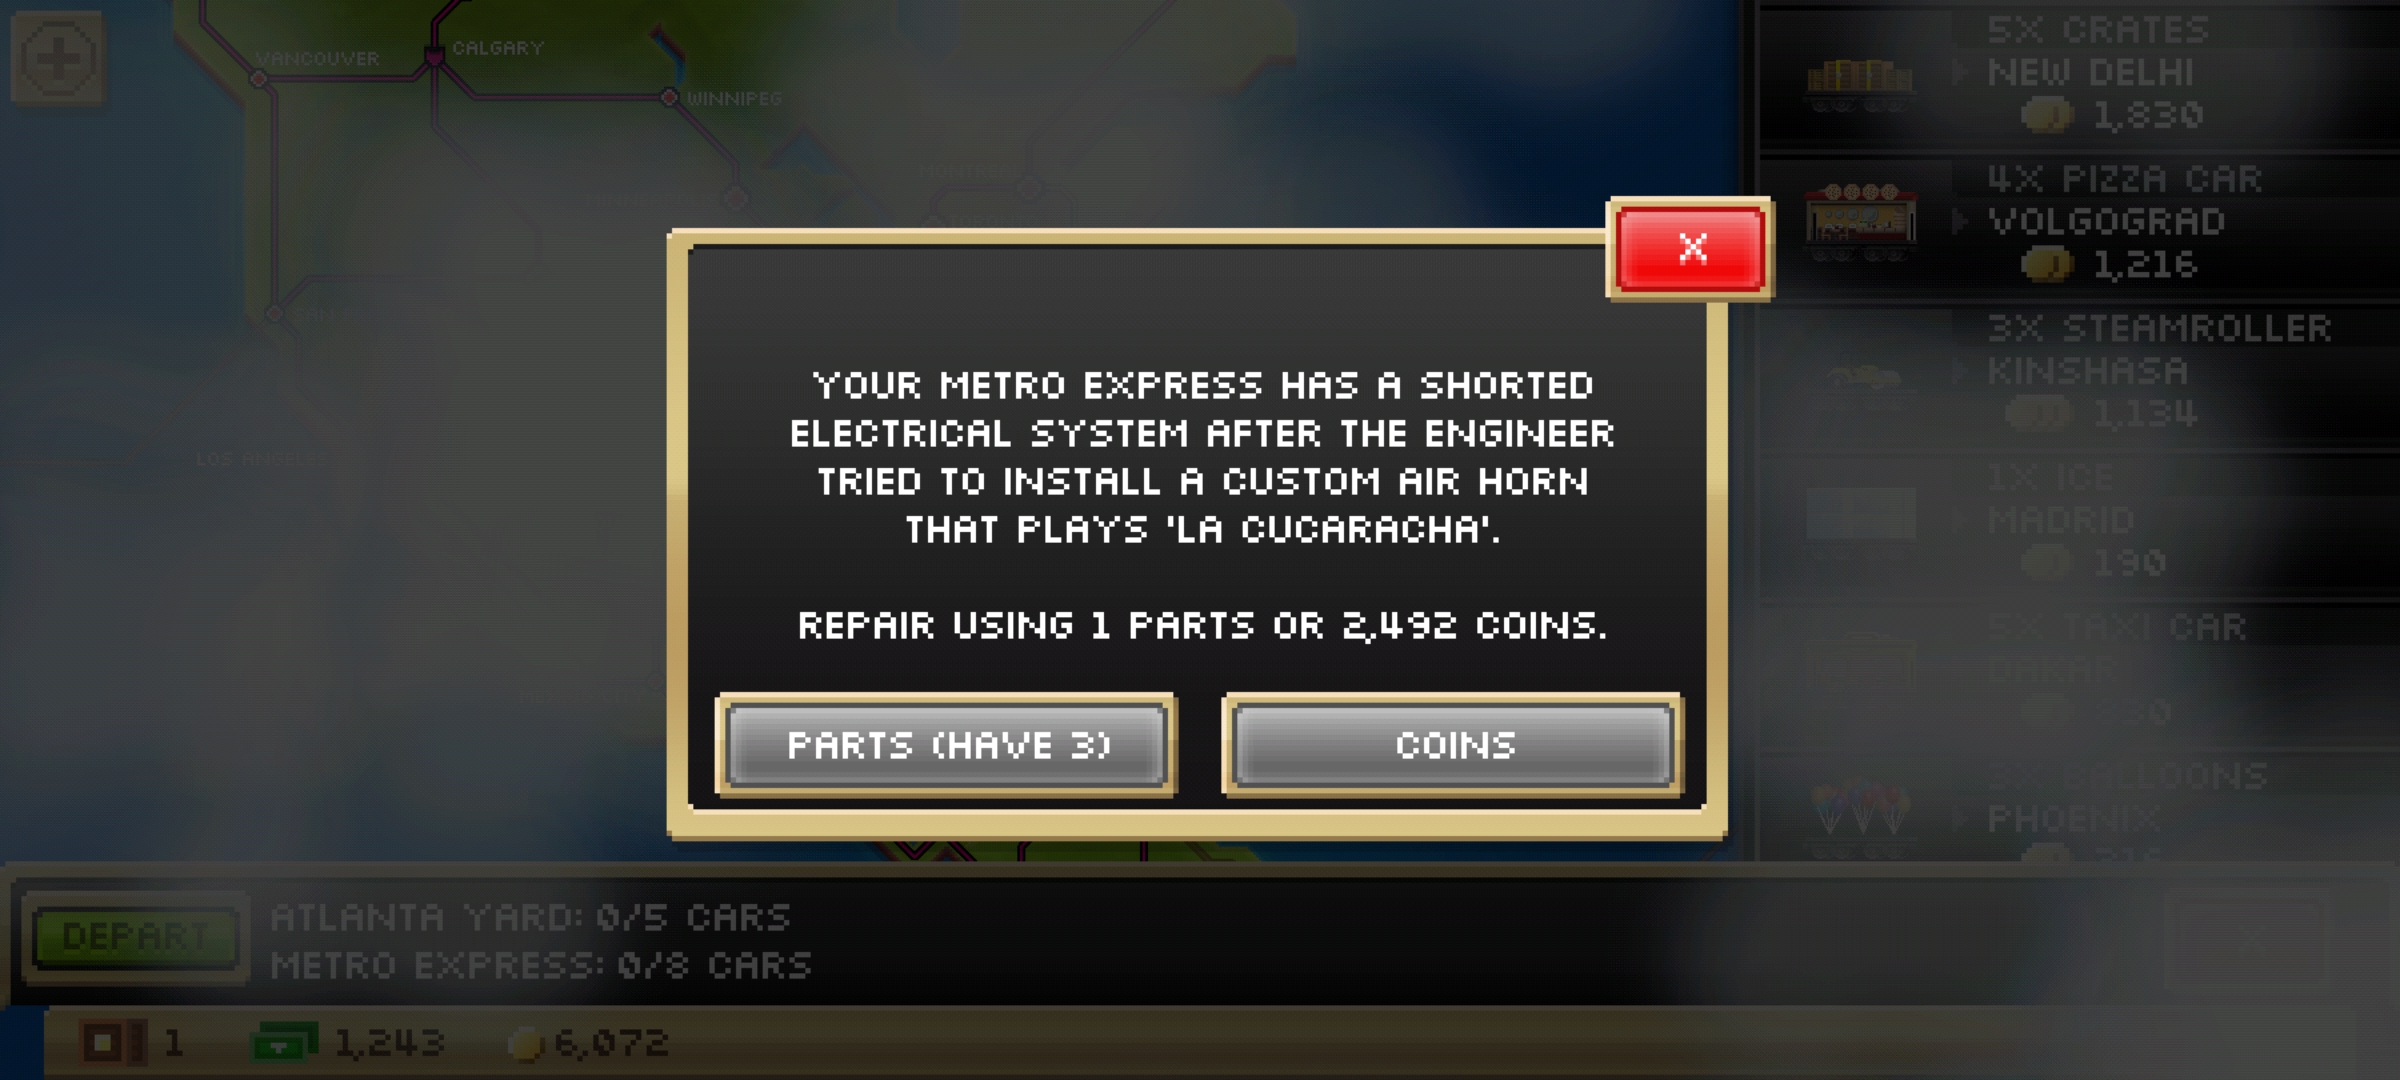 VANCOUVER
CALGARY
WINNIPEG
LOS ANGELES
5X CRATES
NEW DELHI
1,830
4X PIZZA CAR
VOLGOGRAD
1,216
3X STEAMROLLER
KINSHASA
1,134
1X ICE
MADRID
190
5X TAXI CAR
DAKAR
3X BALLOONS
PHOENIX
X
YOUR METRO EXPRESS HAS A SHORTED
ELECTRICAL SYSTEM AFTER THE ENGINEER
TRIED TO INSTALL A CUSTOM AIR HORN
THAT PLAYS 'LA CUCARACHA'.
REPAIR USING 1 PARTS OR 2,492 COINS.
PARTS (HAVE 3)
COINS
DEPART
ATLANTA YARD: 0/5 CARS
METRO EXPRESS: 0/8 CARS
1
1,243
6,072